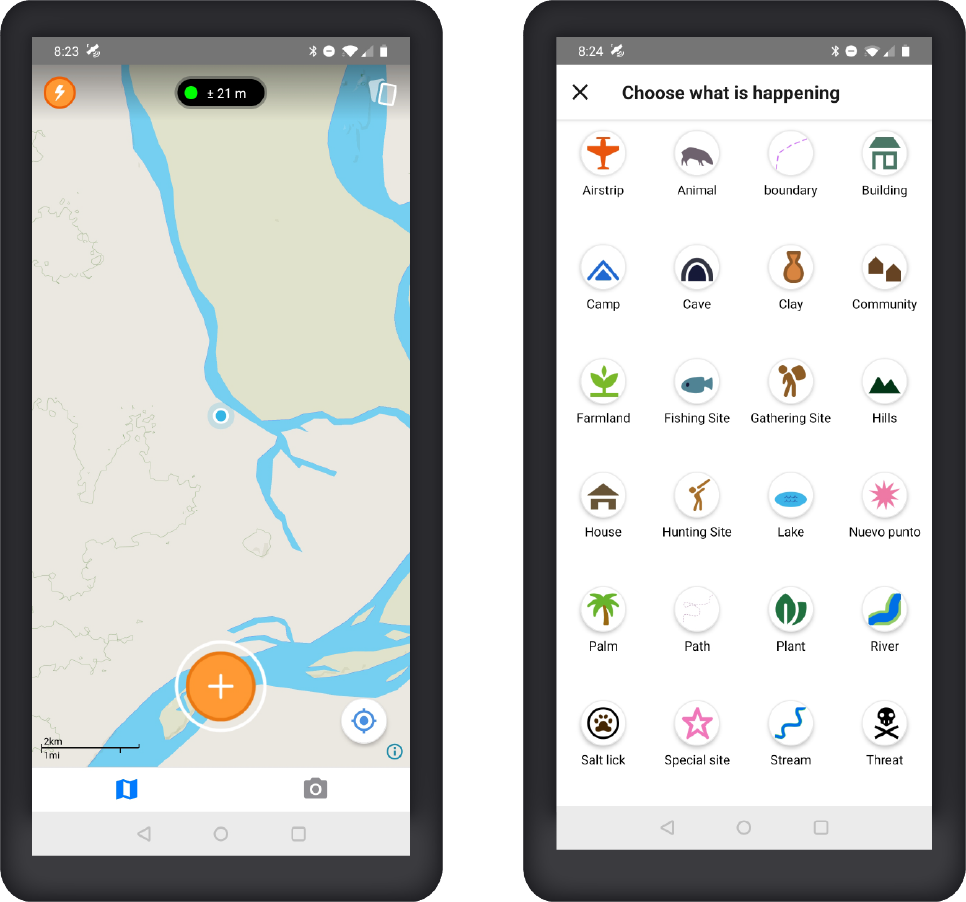 8:23
± 21 m
2km
1mi
8:24
Choose what is happening
Airstrip
Animal
boundary
Building
Camp
Cave
Clay
Community
Farmland
Fishing Site
Gathering Site
Hills
House
Hunting Site
Lake
Nuevo punto
Palm
Path
Plant
River
Salt lick
Special site
Stream
Threat